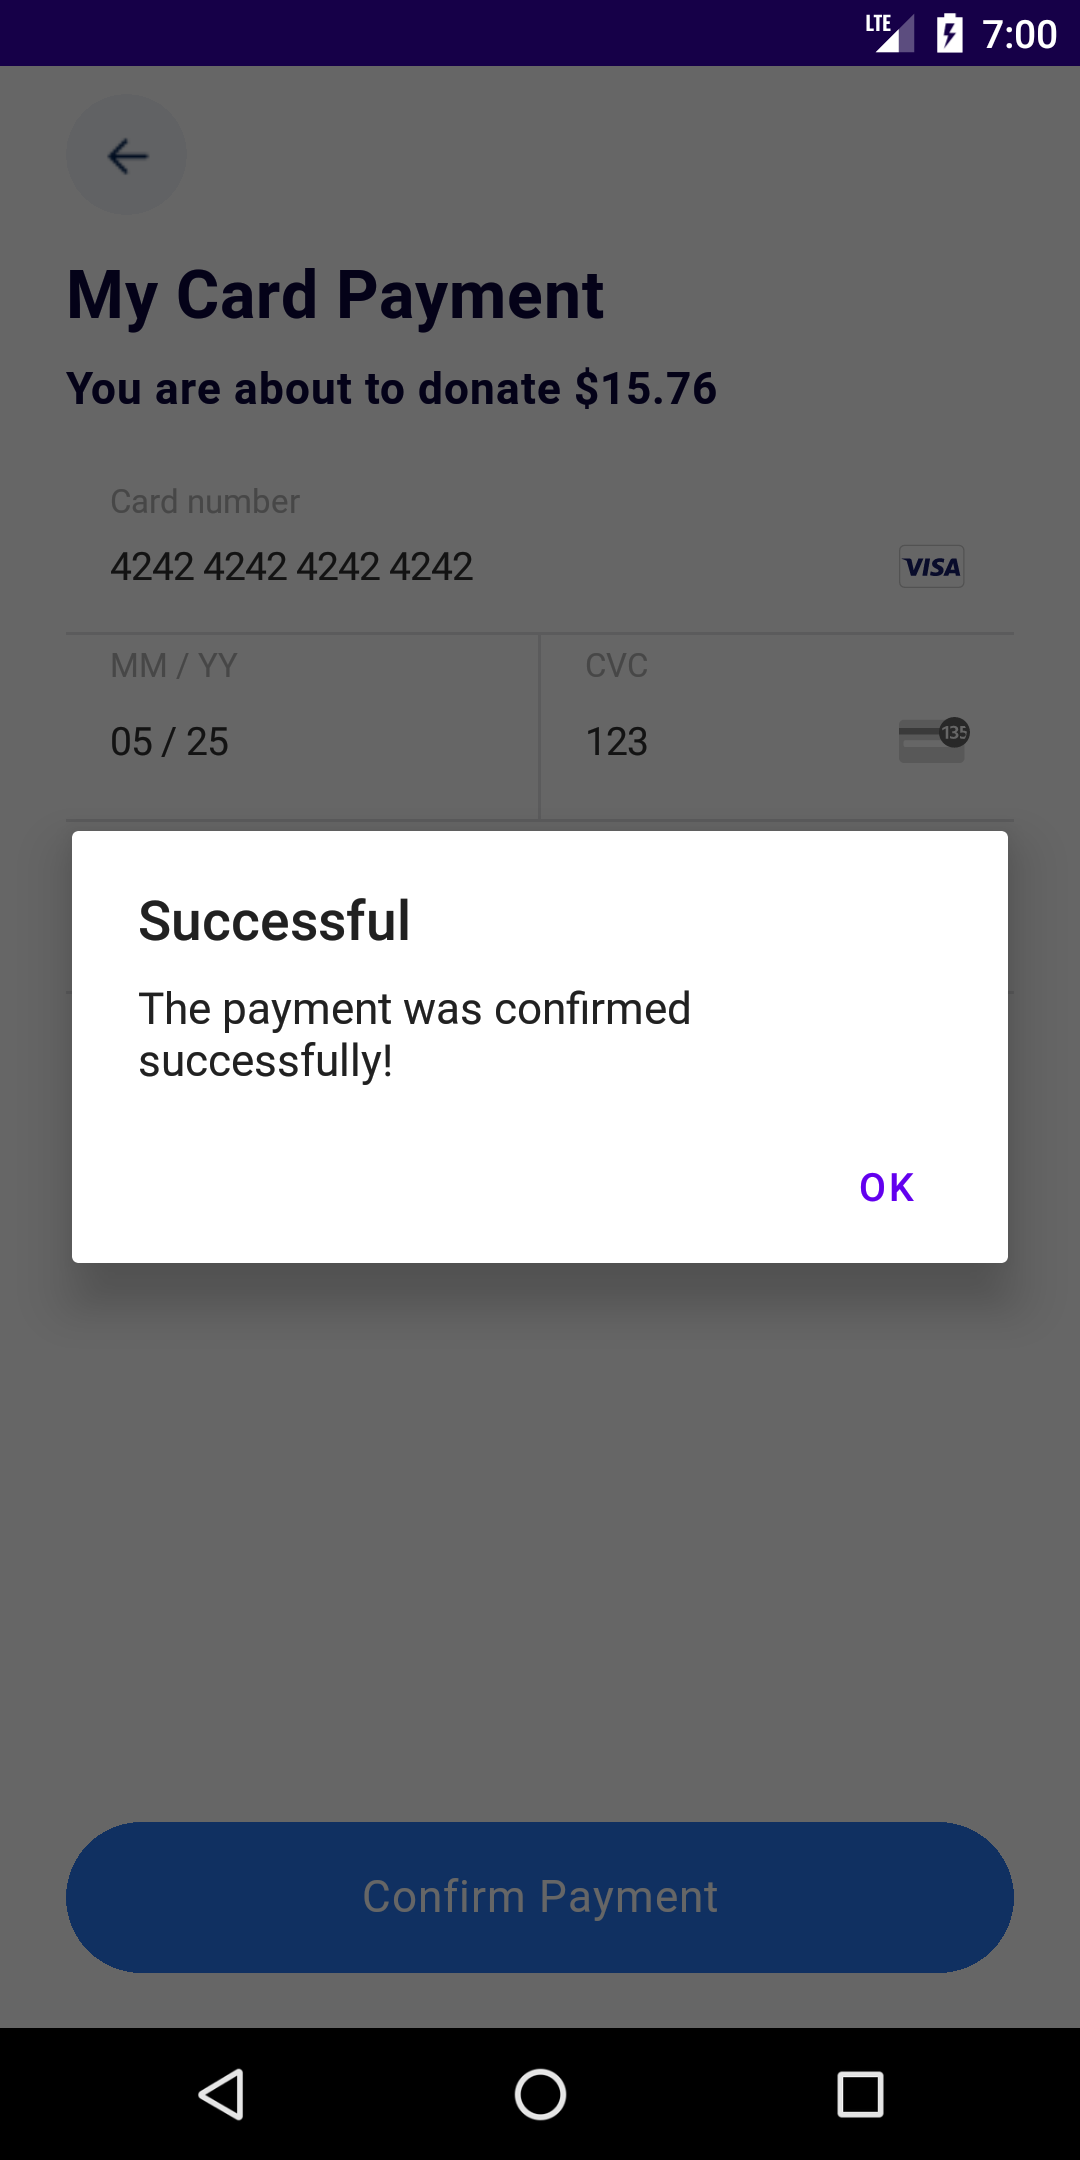 LTE 7:00
My Card Payment
You are about to donate $15.76
Card number
4242 4242 4242 4242 VISA
MM / YY CVC
05 / 25 123 135
Successful
The payment was confirmed
successfully!
OK
Confirm Payment